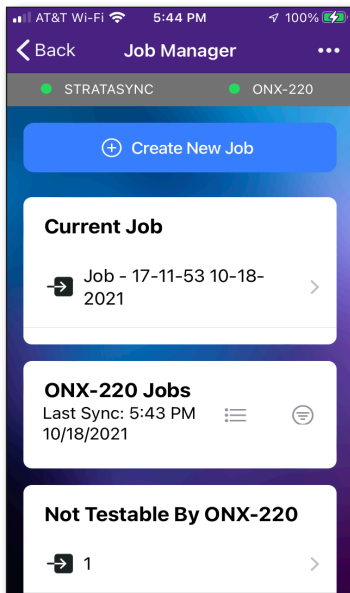 AT&T Wi-Fi 5:44 PM 100%
Back Job Manager
STRATASYNC ONX-220
Create New Job
Current Job
Job - 17-11-53 10-18-
2021
ONX-220 Jobs
Last Sync: 5:43 PM
10/18/2021
Not Testable By ONX-220
1